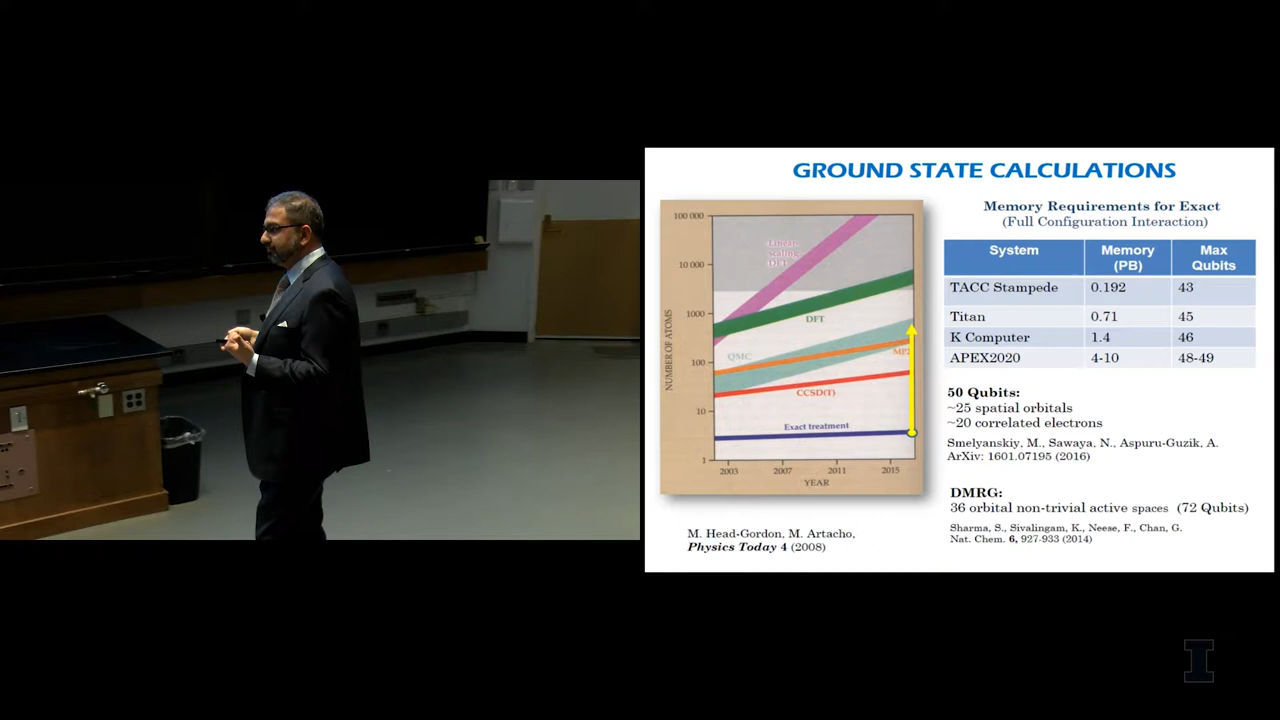 GROUND STATE CALCULATIONS
100 000
10 000
1000
100
10
1
NUMBER OF ATOMS
Linear
scaling
DFT
DFT
QMC
MP2
CCSD(T)
Exact treatment
2003 2007 2011 2015
YEAR
M. Head-Gordon, M. Artacho,
Physics Today 4 (2008)
Memory Requirements for Exact
(Full Configuration Interaction)
System Memory (PB) Max Qubits
TACC Stampede 0.192 43
Titan 0.71 45
K Computer 1.4 46
APEX2020 4-10 48-49
50 Qubits:
~25 spatial orbitals
~20 correlated electrons
Smelyanskiy, M., Sawaya, N., Aspuru-Guzik, A.
ArXiv: 1601.07195 (2016)
DMRG:
36 orbital non-trivial active spaces (72 Qubits)
Sharma, S., Sivalingam, K., Neese, F., Chan, G.
Nat. Chem. 6, 927-933 (2014)
I